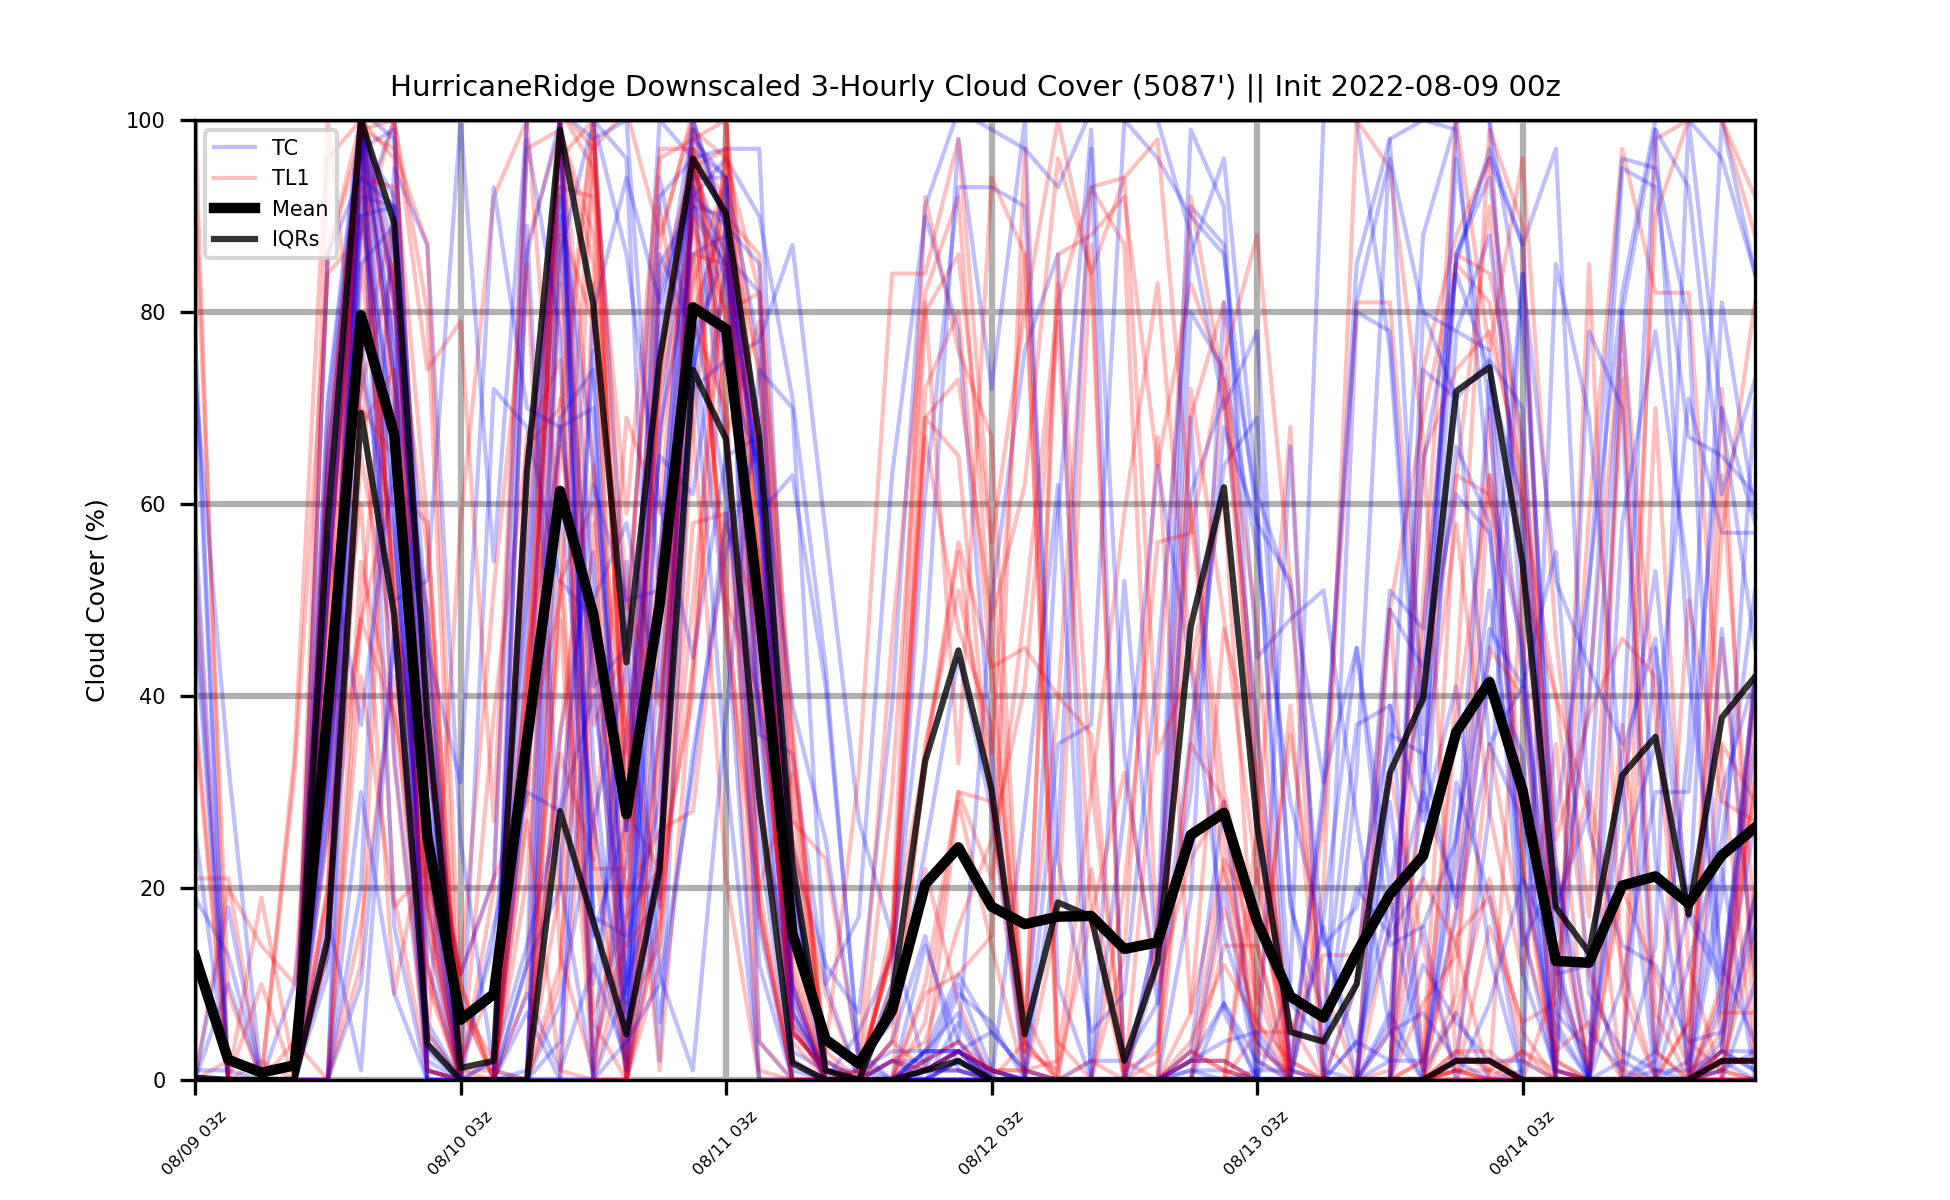 HurricaneRidge Downscaled 3-Hourly Cloud Cover (5087') || Init 2022-08-09 00z
TC
TL1
Mean
IQRs
Cloud Cover (%)
100
80
60
40
20
0
08/09 03z
08/10 03z
08/11 03z
08/12 03z
08/13 03z
08/14 03z